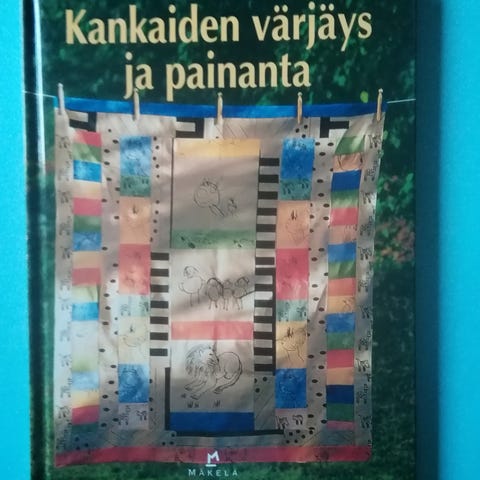 Kankaiden värjäys
ja painanta
M
MÄKELÄ